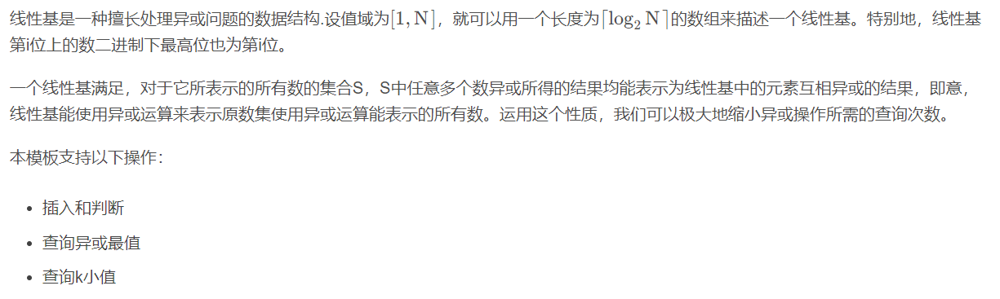 线性基是一种擅长处理异或问题的数据结构.设值域为[1, N]，就可以用一个长度为⌈log₂ N⌉的数组来描述一个线性基。特别地，线性基
第i位上的数二进制下最高位也为第i位。
一个线性基满足，对于它所表示的所有数的集合S，S中任意多个数异或所得的结果均能表示为线性基中的元素互相异或的结果，即意，
线性基能使用异或运算来表示原数集使用异或运算能表示的所有数。运用这个性质，我们可以极大地缩小异或操作所需的查询次数。
本模板支持以下操作：
• 插入和判断
• 查询异或最值
• 查询k小值